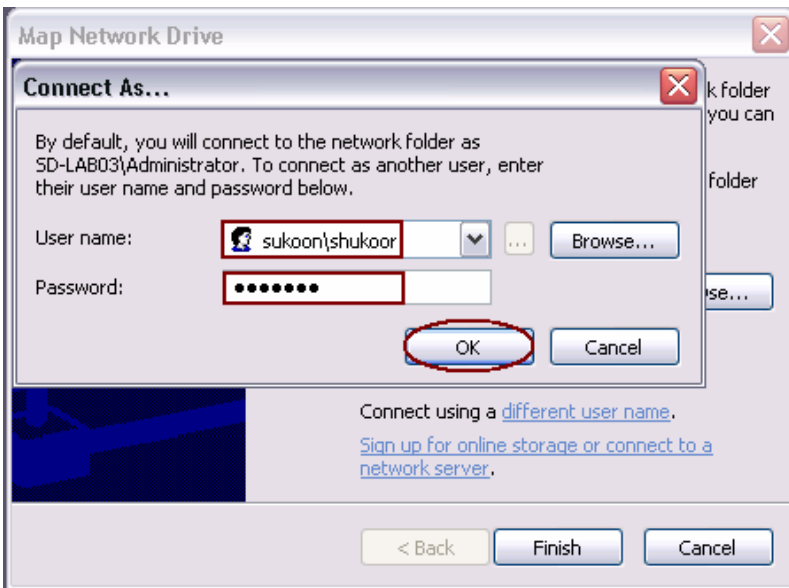 Map Network Drive
Connect As...
k folder
you can
By default, you will connect to the network folder as
SD-LAB03\Administrator. To connect as another user, enter
their user name and password below.
folder
User name:
sukoon\shukoor
...
Browse...
Password:
•••••••
se...
OK
Cancel
Connect using a different user name.
Sign up for online storage or connect to a
network server.
< Back
Finish
Cancel